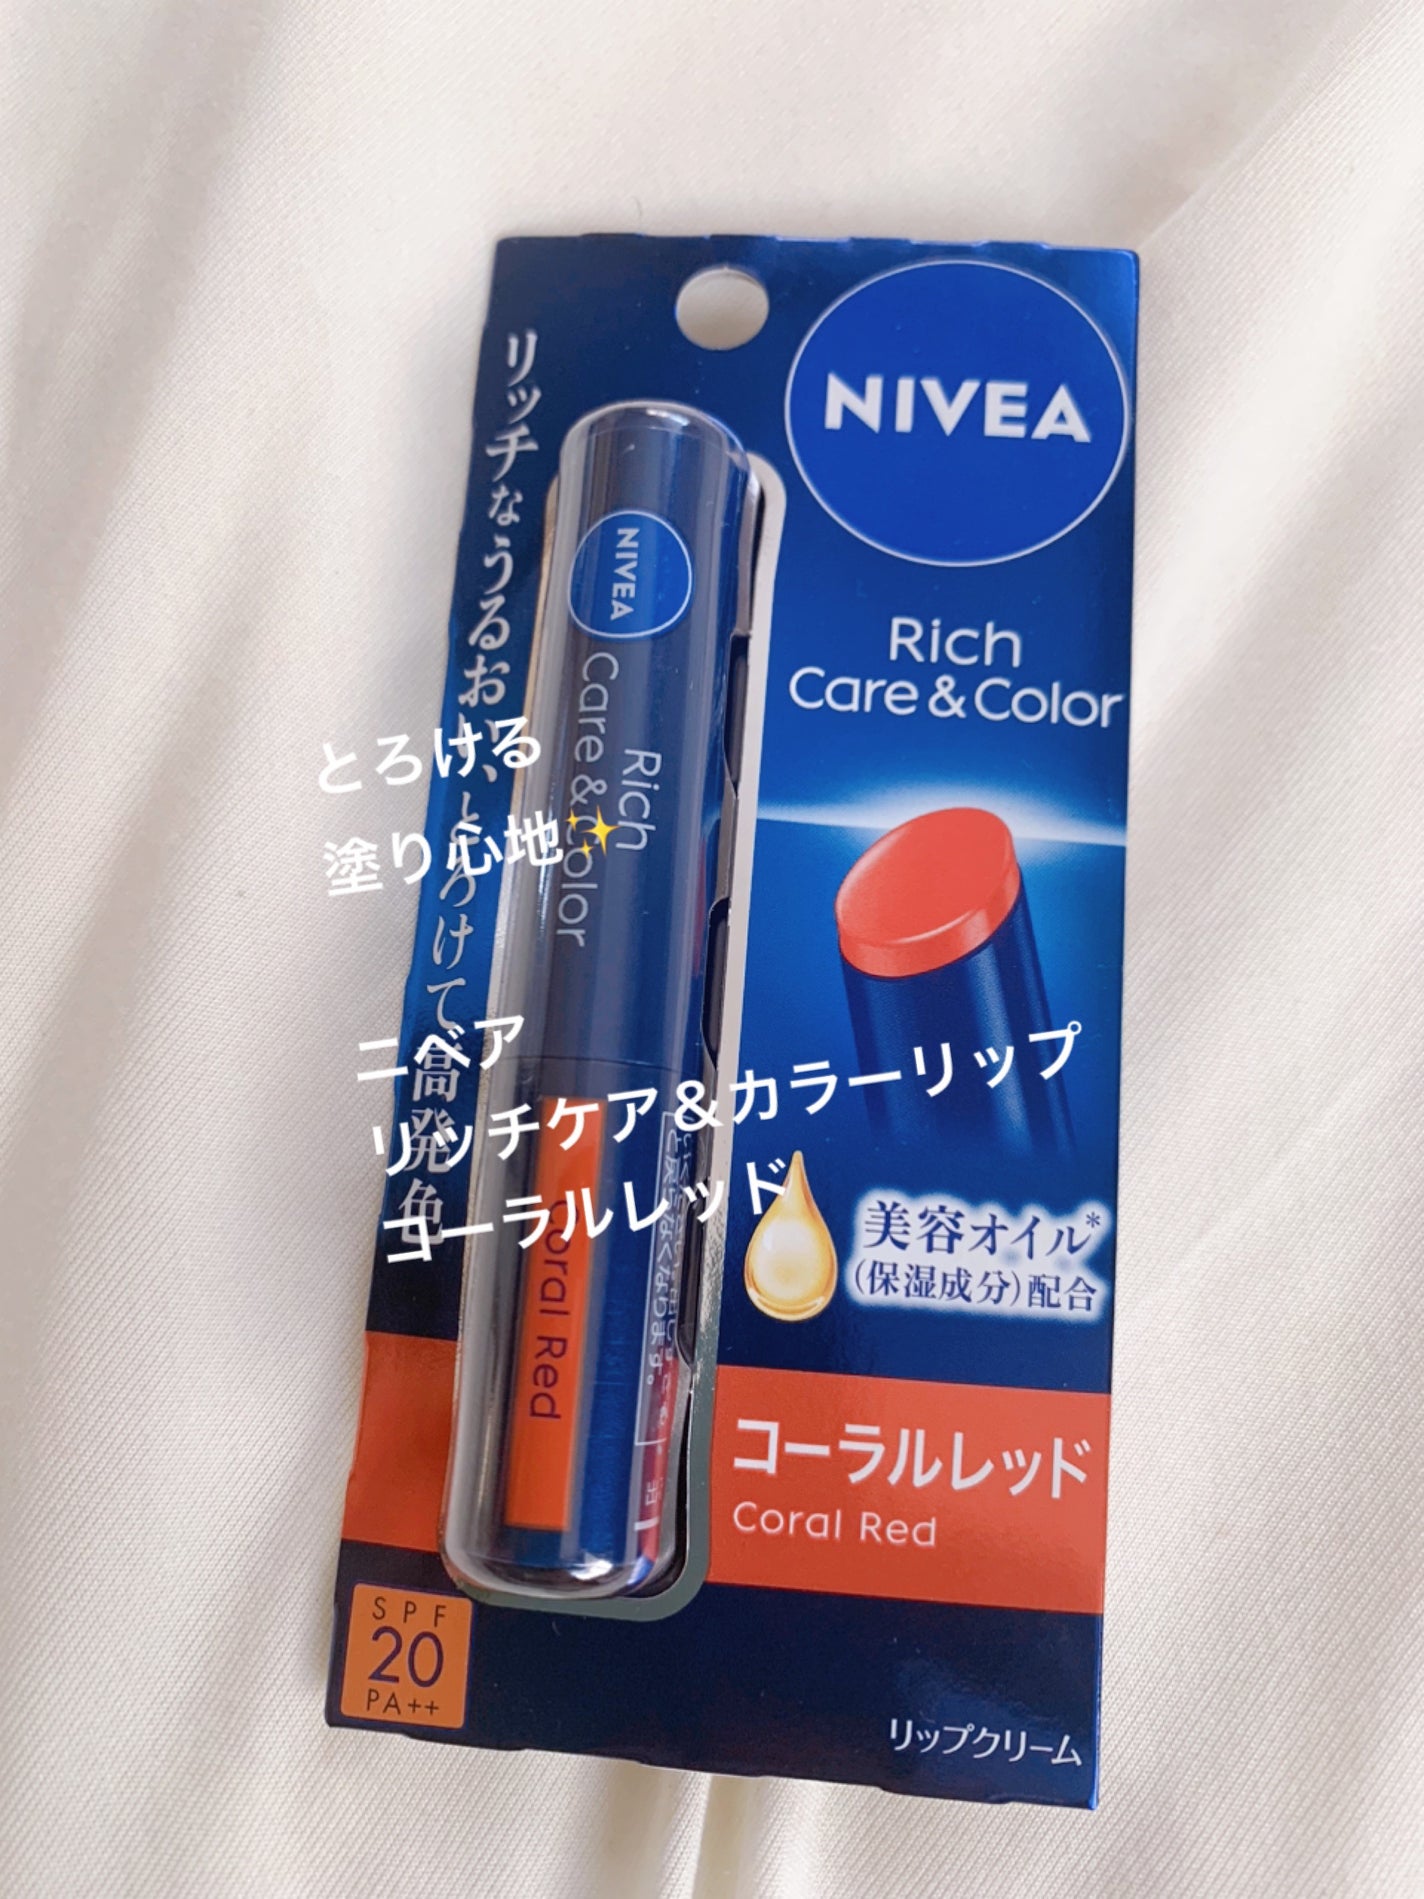 NIVEA
Rich
Care & Color
リッチなうるおい、とろけて高発色
NIVEA
Rich
Care & Color
とろける
塗り心地✨
ニベア
リッチケア&カラーリップ
コーラルレッド
美容オイル*
(保湿成分)配合
Coral Red
コーラルレッド
Coral Red
SPF
20
PA++
リップクリーム